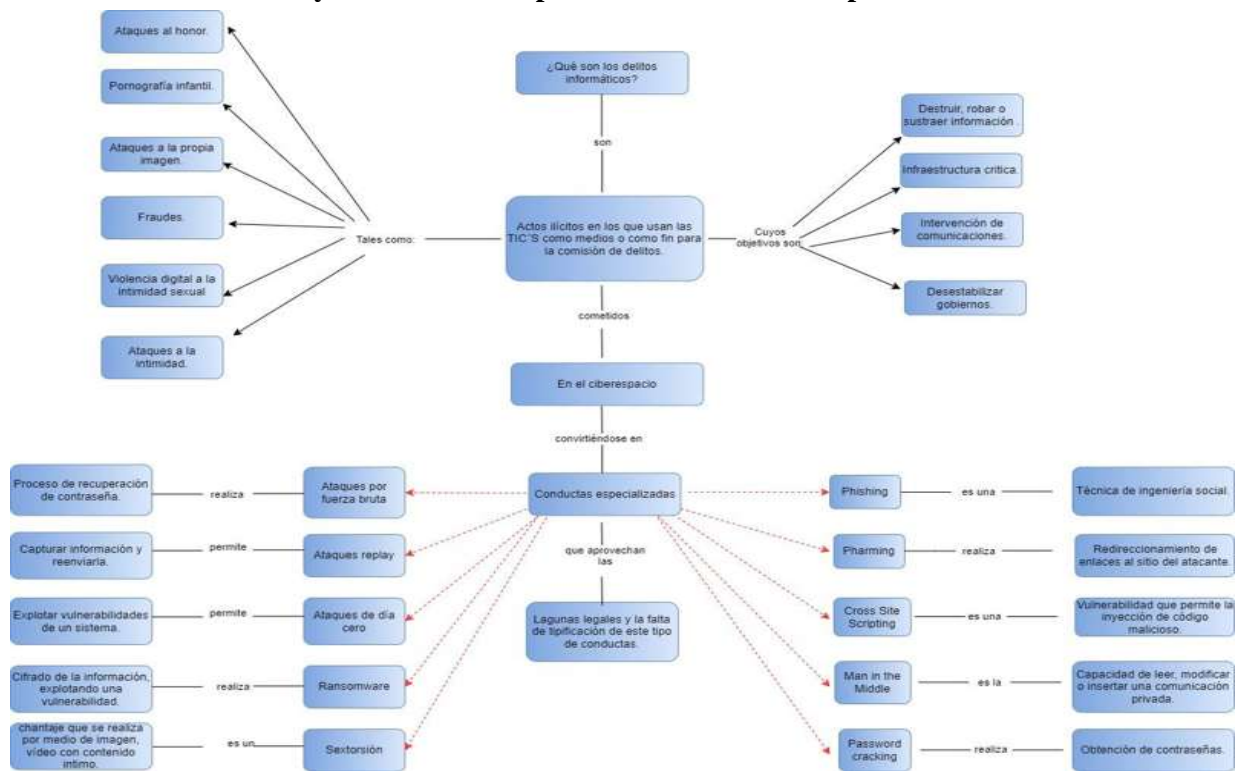 Ataques al honor.
¿Qué son los delitos
informáticos?
Pornografía infantil.
Destruir, robar o
sustraer información .
son
Ataques a la propia
imagen.
Infraestructura critica.
Fraudes.
Tales como:
Actos ilícitos en los que usan las
TIC´S como medios o como fin para
la comisión de delitos.
Cuyos
objetivos son:
Intervención de
comunicaciones.
Violencia digital a la
intimidad sexual
Desestabilizar
gobiernos.
cometidos
Ataques a la
intimidad.
En el ciberespacio
convirtiéndose en
Proceso de recuperación
de contraseña.
realiza
Ataques por
fuerza bruta
Conductas especializadas
Phishing
es una
Técnica de ingeniería social.
Capturar información y
reenviarla.
permite
Ataques replay
que aprovechan
las
Pharming
realiza
Redireccionamiento de
enlaces al sitio del atacante.
Explotar vulnerabilidades
de un sistema.
permite
Ataques de día
cero
Lagunas legales y la falta
de tipificación de este tipo
de conductas.
Cross Site
Scripting
es una
Vulnerabilidad que permite la
inyección de código
malicioso.
Cifrado de la información,
explotando una
vulnerabilidad.
realiza
Ransomware
Man in the
Middle
es la
Capacidad de leer, modificar
o insertar una comunicación
privada.
chantaje que se realiza
por medio de imagen,
vídeo con contenido
intimo.
es un
Sextorsión
Password
cracking
realiza
Obtención de contraseñas.